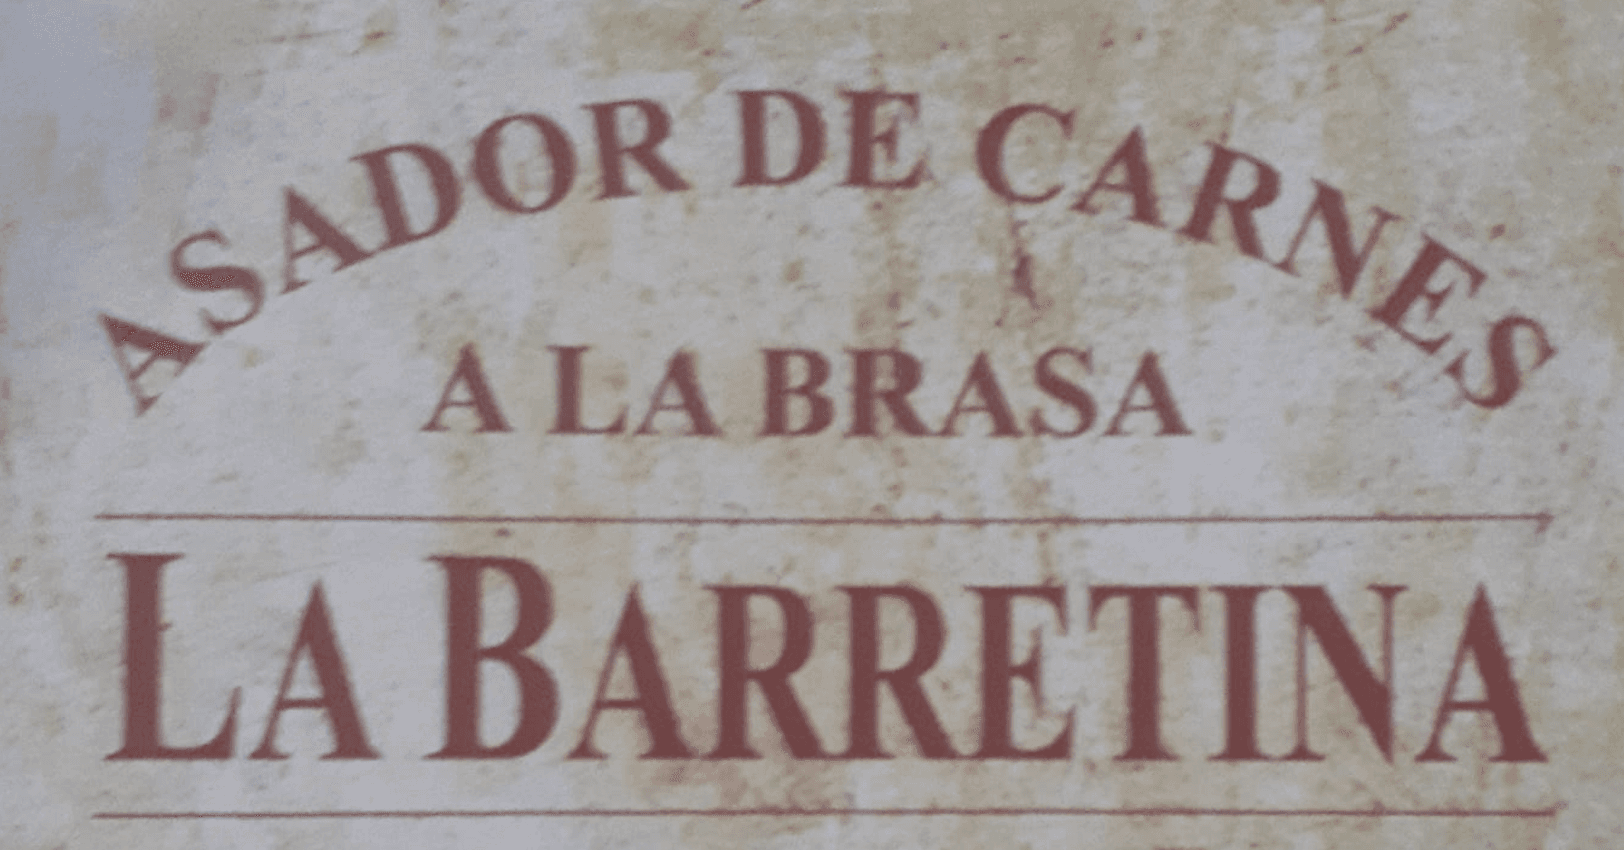 ASADOR DE CARNES
A LA BRASA
LA BARRETINA